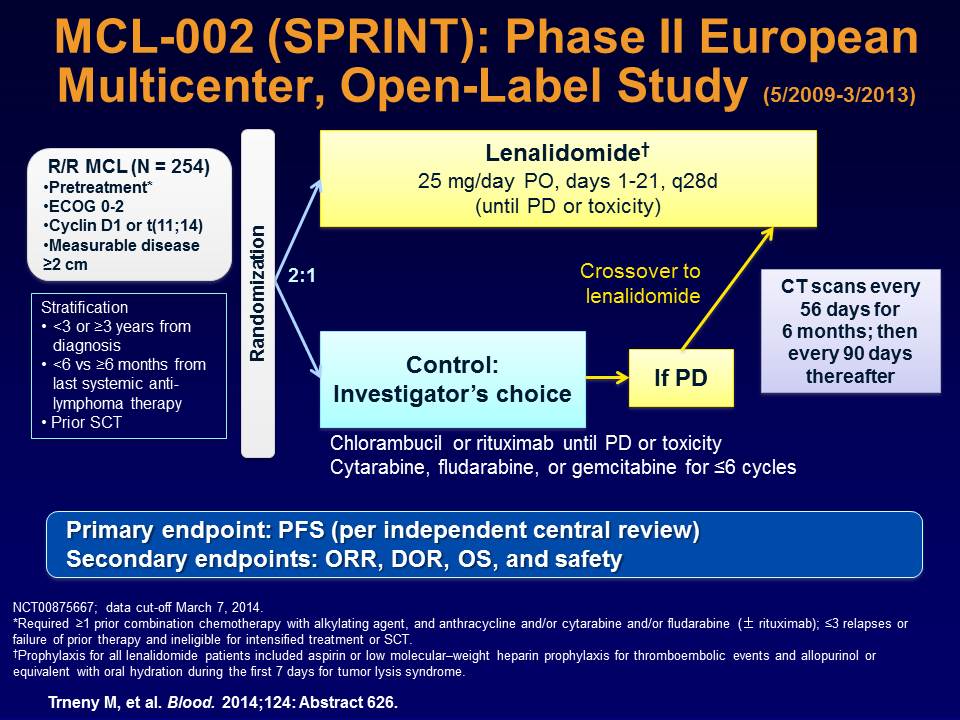 MCL-002 (SPRINT): Phase II European
Multicenter, Open-Label Study (5/2009-3/2013)
R/R MCL (N = 254)
•Pretreatment*
•ECOG 0-2
•Cyclin D1 or t(11;14)
•Measurable disease
≥2 cm
Stratification
• <3 or ≥3 years from
diagnosis
• <6 vs ≥6 months from
last systemic anti-
lymphoma therapy
• Prior SCT
Randomization
2:1
Lenalidomide†
25 mg/day PO, days 1-21, q28d
(until PD or toxicity)
Crossover to
lenalidomide
Control:
Investigator’s choice
If PD
CT scans every
56 days for
6 months; then
every 90 days
thereafter
Chlorambucil or rituximab until PD or toxicity
Cytarabine, fludarabine, or gemcitabine for ≤6 cycles
Primary endpoint: PFS (per independent central review)
Secondary endpoints: ORR, DOR, OS, and safety
NCT00875667; data cut-off March 7, 2014.
*Required ≥1 prior combination chemotherapy with alkylating agent, and anthracycline and/or cytarabine and/or fludarabine (± rituximab); ≤3 relapses or
failure of prior therapy and ineligible for intensified treatment or SCT.
†Prophylaxis for all lenalidomide patients included aspirin or low molecular–weight heparin prophylaxis for thromboembolic events and allopurinol or
equivalent with oral hydration during the first 7 days for tumor lysis syndrome.
Trneny M, et al. Blood. 2014;124: Abstract 626.